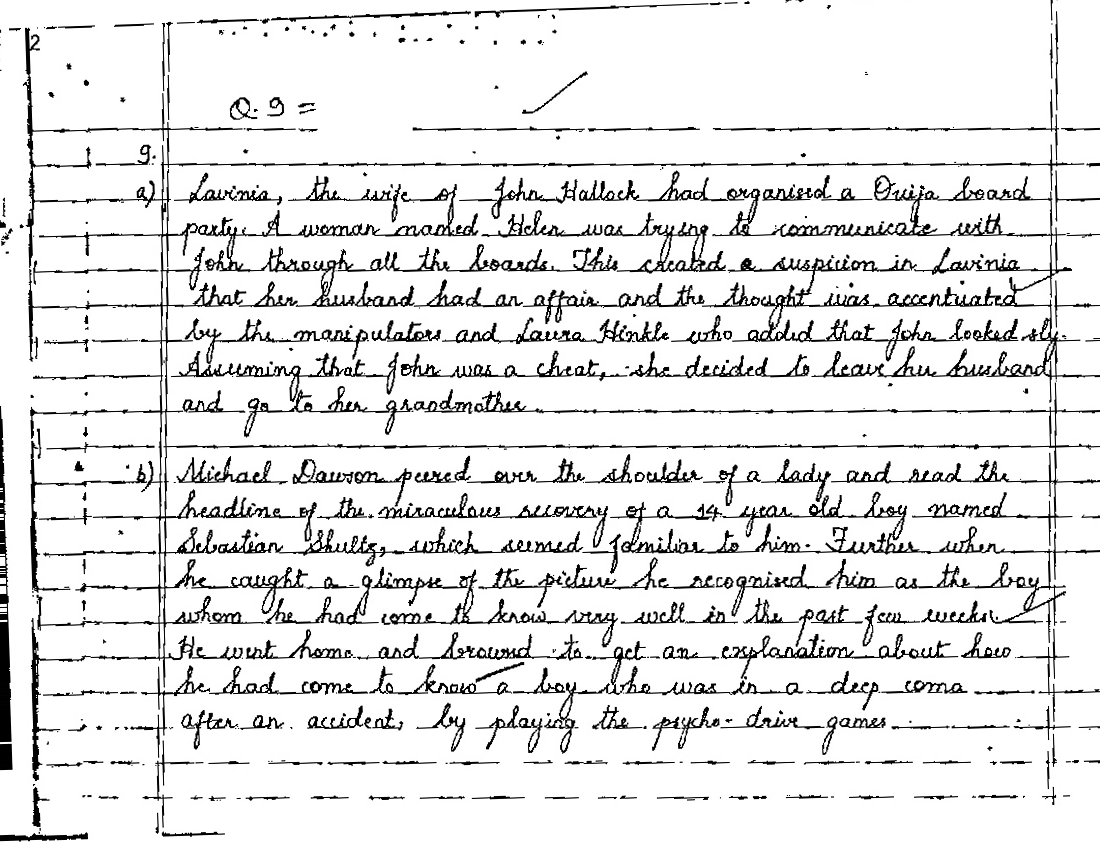 2
Q.9 =
9.
a) Lavinia, the wife of John Hallock had organised a Ouija board
party. A woman named Helen was trying to communicate with
John through all the boards. This created a suspicion in Lavinia
that her husband had an affair and the thought was accentuated
by the manipulators and Laura Hinkle who added that John looked sly.
Assuming that John was a cheat, she decided to leave her husband
and go to her grandmother.
b) Michael Dawson peered over the shoulder of a lady and read the
headline of the miraculous recovery of a 14 year old boy named
Sebastian Shultz, which seemed familiar to him. Further when
he caught a glimpse of the picture he recognised him as the boy
whom he had come to know very well in the past few weeks.
He went home and browsed to get an explanation about how
he had come to know a boy who was in a deep coma
after an accident, by playing the psycho-drive games.